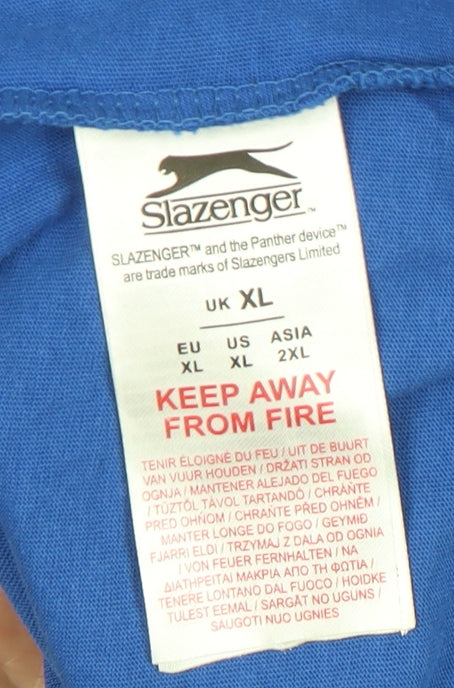 Slazenger™
SLAZENGER™ and the Panther device™
are trade marks of Slazengers Limited
UK XL
EU US ASIA
XL XL 2XL
KEEP AWAY
FROM FIRE
TENIR ÉLOIGNÉ DU FEU / UIT DE BUURT
VAN VUUR HOUDEN / DRŽATI STRAN OD
OGNJA / MANTENER ALEJADO DEL FUEGO
/ TŰZTŐL TÁVOL TARTANDÓ / CHRÁŇTE
PRED OHŇOM / CHRAŇTE PŘED OHNĚM /
MANTER LONGE DO FOGO / GEYMIÐ
FJARRI ELDI / TRZYMAJ Z DALA OD OGNIA
/ VON FEUER FERNHALTEN / ΝΑ
ΔΙΑΤΗΡΕΙΤΑΙ ΜΑΚΡΙΑ ΑΠΟ ΤΗ ΦΩΤΙΑ /
TENERE LONTANO DAL FUOCO / HOIDKE
TULEST EEMAL / SARGĀT NO UGUNS /
SAUGOTI NUO UGNIES